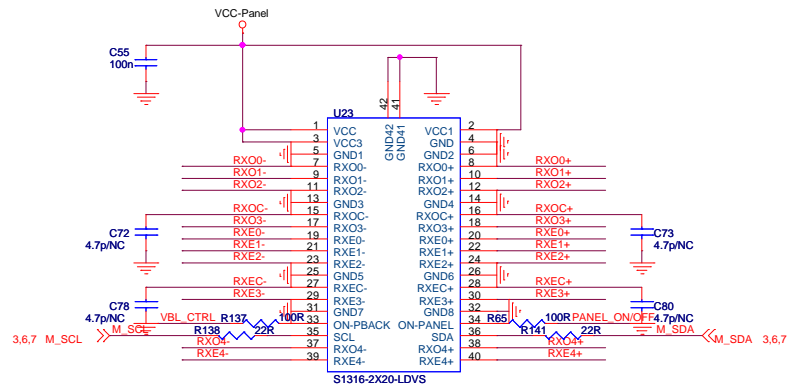 VCC-Panel
C55
100n
U23
42
41
GND42
GND41
1 VCC VCC1 2
3 VCC3 GND 4
5 GND1 GND2 6
RXO0- 7 RXO0- RXO0+ 8 RXO0+
RXO1- 9 RXO1- RXO1+ 10 RXO1+
RXO2- 11 RXO2- RXO2+ 12 RXO2+
13 GND3 GND4 14
RXOC- 15 RXOC- RXOC+ 16 RXOC+
C72 RXO3- 17 RXO3- RXO3+ 18 RXO3+ C73
4.7p/NC RXE0- 19 RXE0- RXE0+ 20 RXE0+ 4.7p/NC
RXE1- 21 RXE1- RXE1+ 22 RXE1+
RXE2- 23 RXE2- RXE2+ 24 RXE2+
25 GND5 GND6 26
RXEC- 27 RXEC- RXEC+ 28 RXEC+
RXE3- 29 RXE3- RXE3+ 30 RXE3+
C78 31 GND7 GND8 32 C80
4.7p/NC VBL_CTRL R137 100R 33 ON-PBACK ON-PANEL 34 R65 100R PANEL_ON/OFF 4.7p/NC
3,6,7 M_SCL M_SCL R138 22R 35 SCL SDA 36 R141 22R M_SDA M_SDA 3,6,7
RXO4- 37 RXO4- RXO4+ 38 RXO4+
RXE4- 39 RXE4- RXE4+ 40 RXE4+
S1316-2X20-LDVS